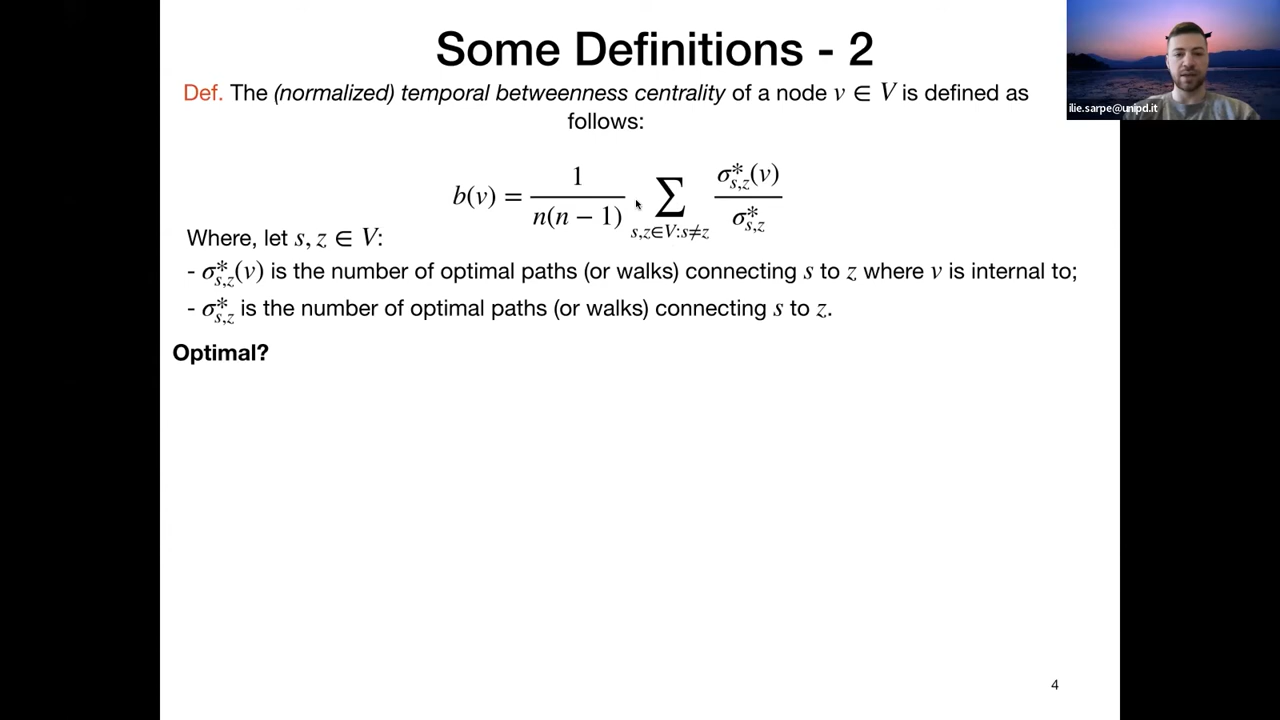 Some Definitions - 2
Def. The (normalized) temporal betweenness centrality of a node v ∈ V is defined as
follows:
b(v) = 1/(n(n − 1)) ∑_{s,z∈V:s≠z} σ*_{s,z}(v)/σ*_{s,z}
Where, let s, z ∈ V:
- σ*_{s,z}(v) is the number of optimal paths (or walks) connecting s to z where v is internal to;
- σ*_{s,z} is the number of optimal paths (or walks) connecting s to z.
Optimal?
4
ilie.sarpe@unipd.it